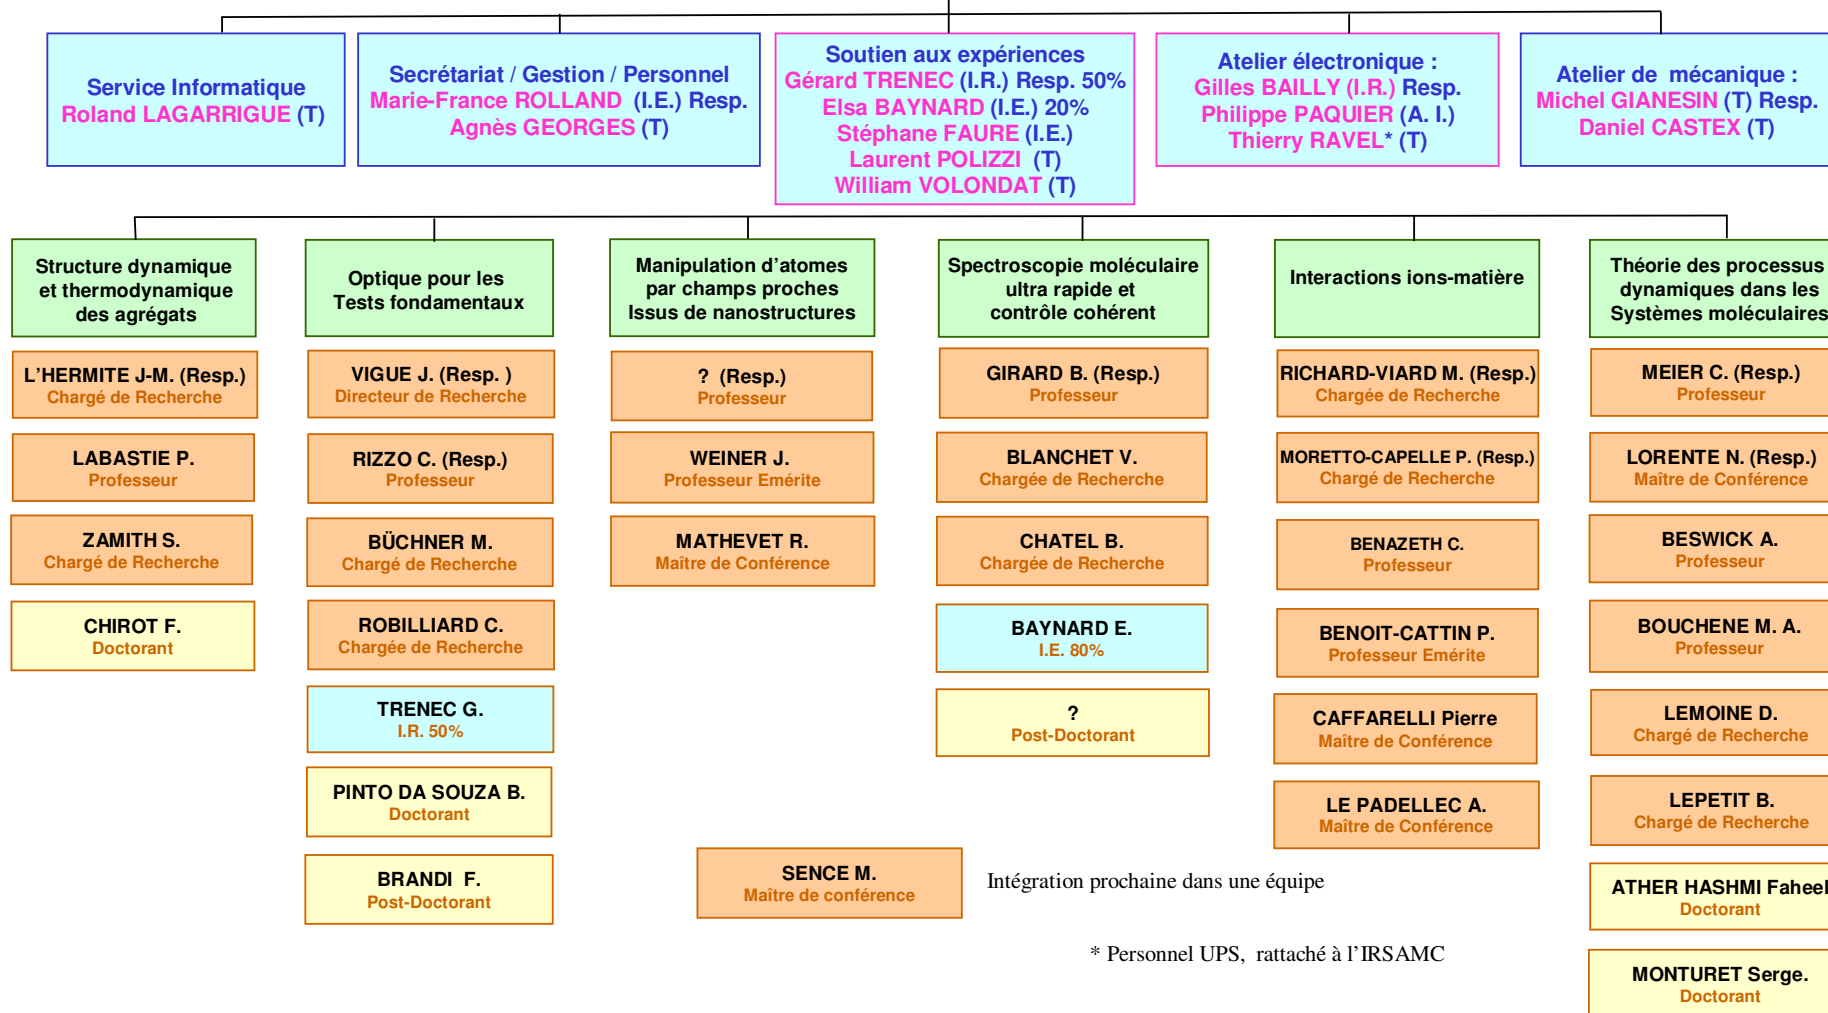 Service Informatique
Roland LAGARRIGUE (T)
Secrétariat / Gestion / Personnel
Marie-France ROLLAND (I.E.) Resp.
Agnès GEORGES (T)
Soutien aux expériences
Gérard TRENEC (I.R.) Resp. 50%
Elsa BAYNARD (I.E.) 20%
Stéphane FAURE (I.E.)
Laurent POLIZZI (T)
William VOLONDAT (T)
Atelier électronique :
Gilles BAILLY (I.R.) Resp.
Philippe PAQUIER (A. I.)
Thierry RAVEL* (T)
Atelier de mécanique :
Michel GIANESIN (T) Resp.
Daniel CASTEX (T)
Structure dynamique
et thermodynamique
des agrégats
L'HERMITE J-M. (Resp.)
Chargé de Recherche
LABASTIE P.
Professeur
ZAMITH S.
Chargé de Recherche
CHIROT F.
Doctorant
Optique pour les
Tests fondamentaux
VIGUE J. (Resp. )
Directeur de Recherche
RIZZO C. (Resp.)
Professeur
BÜCHNER M.
Chargé de Recherche
ROBILLIARD C.
Chargée de Recherche
TRENEC G.
I.R. 50%
PINTO DA SOUZA B.
Doctorant
BRANDI F.
Post-Doctorant
Manipulation d'atomes
par champs proches
Issus de nanostructures
? (Resp.)
Professeur
WEINER J.
Professeur Emérite
MATHEVET R.
Maître de Conférence
Spectroscopie moléculaire
ultra rapide et
contrôle cohérent
GIRARD B. (Resp.)
Professeur
BLANCHET V.
Chargée de Recherche
CHATEL B.
Chargée de Recherche
BAYNARD E.
I.E. 80%
?
Post-Doctorant
Interactions ions-matière
RICHARD-VIARD M. (Resp.)
Chargée de Recherche
MORETTO-CAPELLE P. (Resp.)
Chargé de Recherche
BENAZETH C.
Professeur
BENOIT-CATTIN P.
Professeur Emérite
CAFFARELLI Pierre
Maître de Conférence
LE PADELLEC A.
Maître de Conférence
Théorie des processus
dynamiques dans les
Systèmes moléculaires
MEIER C. (Resp.)
Professeur
LORENTE N. (Resp.)
Maître de Conférence
BESWICK A.
Professeur
BOUCHENE M. A.
Professeur
LEMOINE D.
Chargé de Recherche
LEPETIT B.
Chargé de Recherche
ATHER HASHMI Faheel
Doctorant
MONTURET Serge.
Doctorant
SENCE M.
Maître de conférence
Intégration prochaine dans une équipe
* Personnel UPS, rattaché à l'IRSAMC